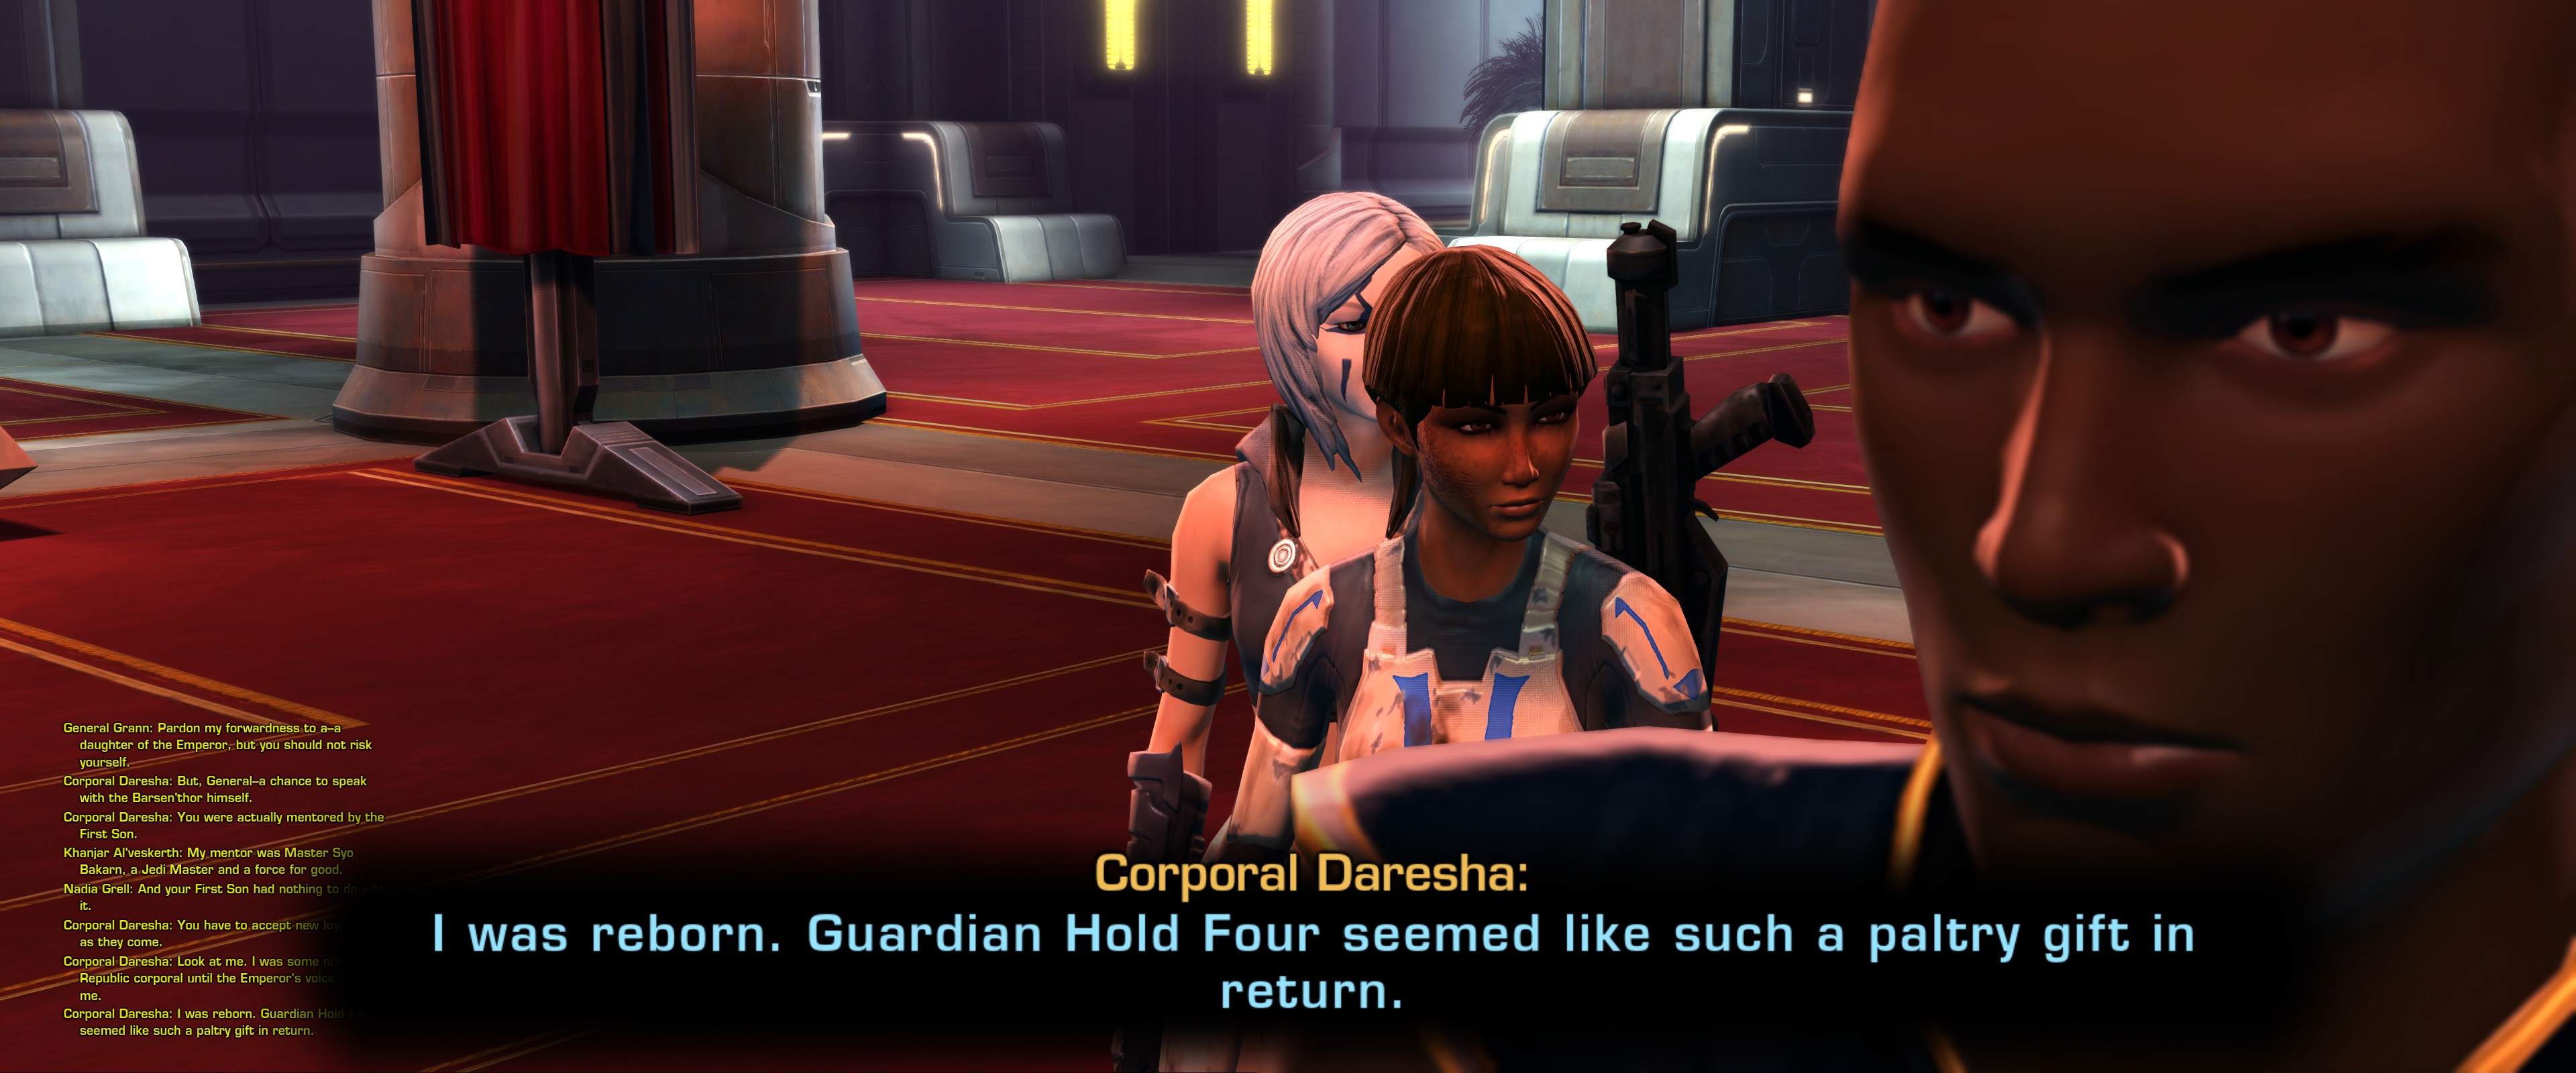 General Grann: Pardon my forwardness to a–a
daughter of the Emperor, but you should not risk
yourself.
Corporal Daresha: But, General–a chance to speak
with the Barsen'thor himself.
Corporal Daresha: You were actually mentored by the
First Son.
Khanjar Al'veskerth: My mentor was Master Syo
Bakarn, a Jedi Master and a force for good.
Nadia Grell: And your First Son had nothing to do with
it.
Corporal Daresha: You have to accept new
as they come.
Corporal Daresha: Look at me. I was some
Republic corporal until the Emperor's voice
me.
Corporal Daresha: I was reborn. Guardian Hold
seemed like such a paltry gift in return.
Corporal Daresha:
I was reborn. Guardian Hold Four seemed like such a paltry gift in
return.